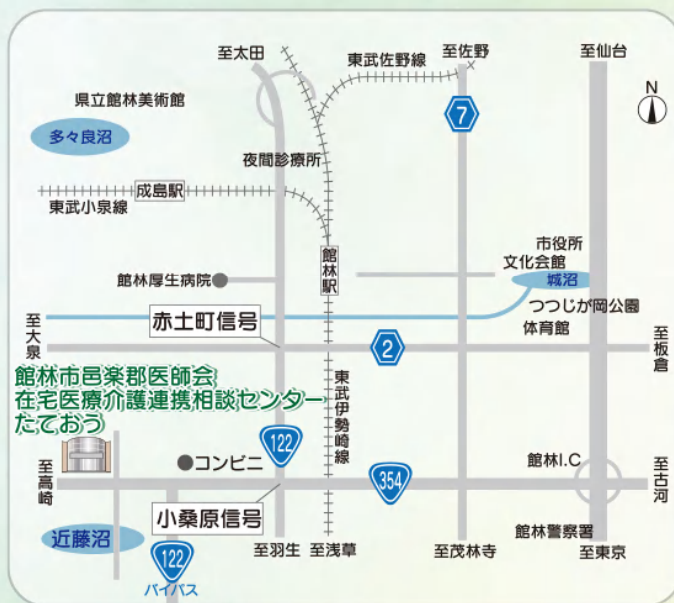 至太田
東武佐野線
至佐野
至仙台
N
県立館林美術館
多々良沼
7
夜間診療所
成島駅
東武小泉線
市役所
文化会館
館林駅
館林厚生病院
城沼
つつじが岡公園
体育館
至大泉
赤土町信号
2
至板倉
館林市邑楽郡医師会
在宅医療介護連携相談センター
たておう
東武伊勢崎線
122
コンビニ
354
館林I.C
至高崎
至古河
小桑原信号
近藤沼
122
バイパス
館林警察署
至羽生
至浅草
至茂林寺
至東京